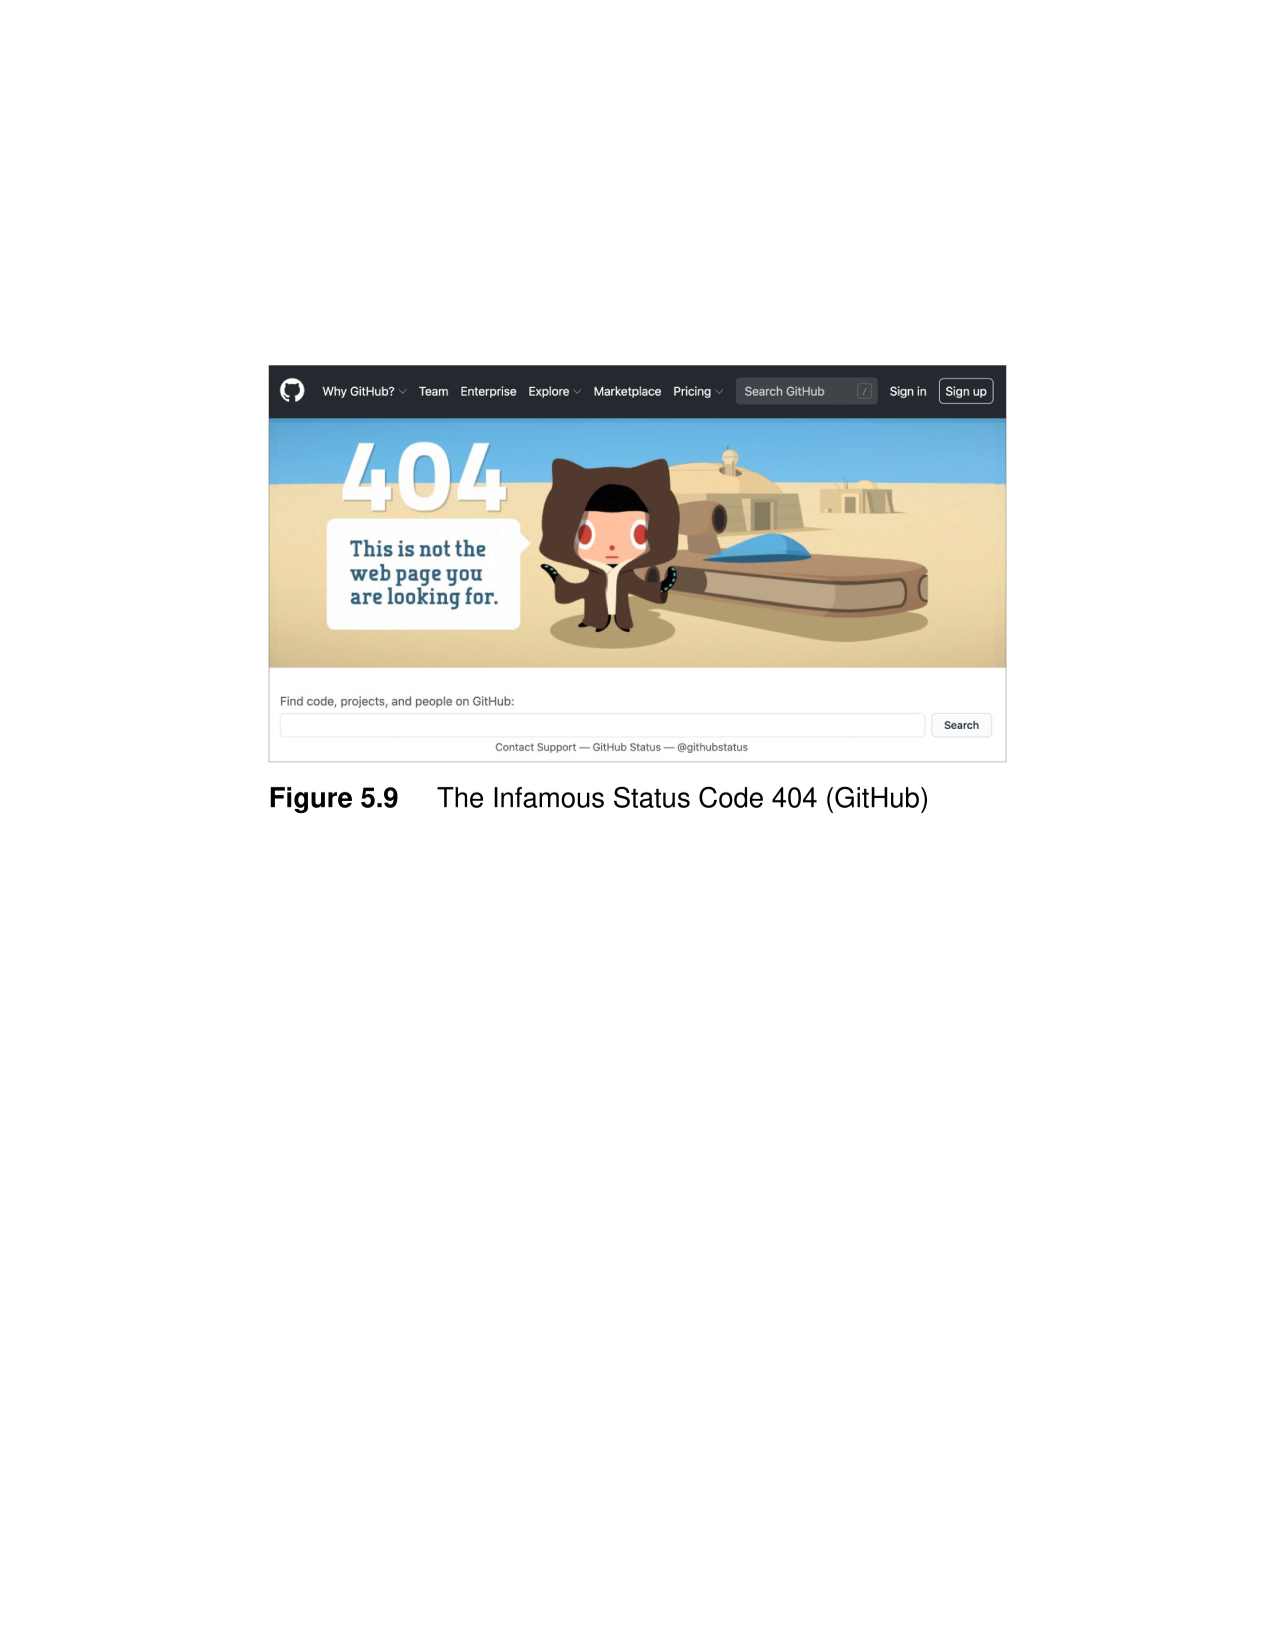 Why GitHub? Team Enterprise Explore Marketplace Pricing Search GitHub / Sign in Sign up
404
This is not the
web page you
are looking for.
Find code, projects, and people on GitHub:
Search
Contact Support — GitHub Status — @githubstatus
Figure 5.9 The Infamous Status Code 404 (GitHub)